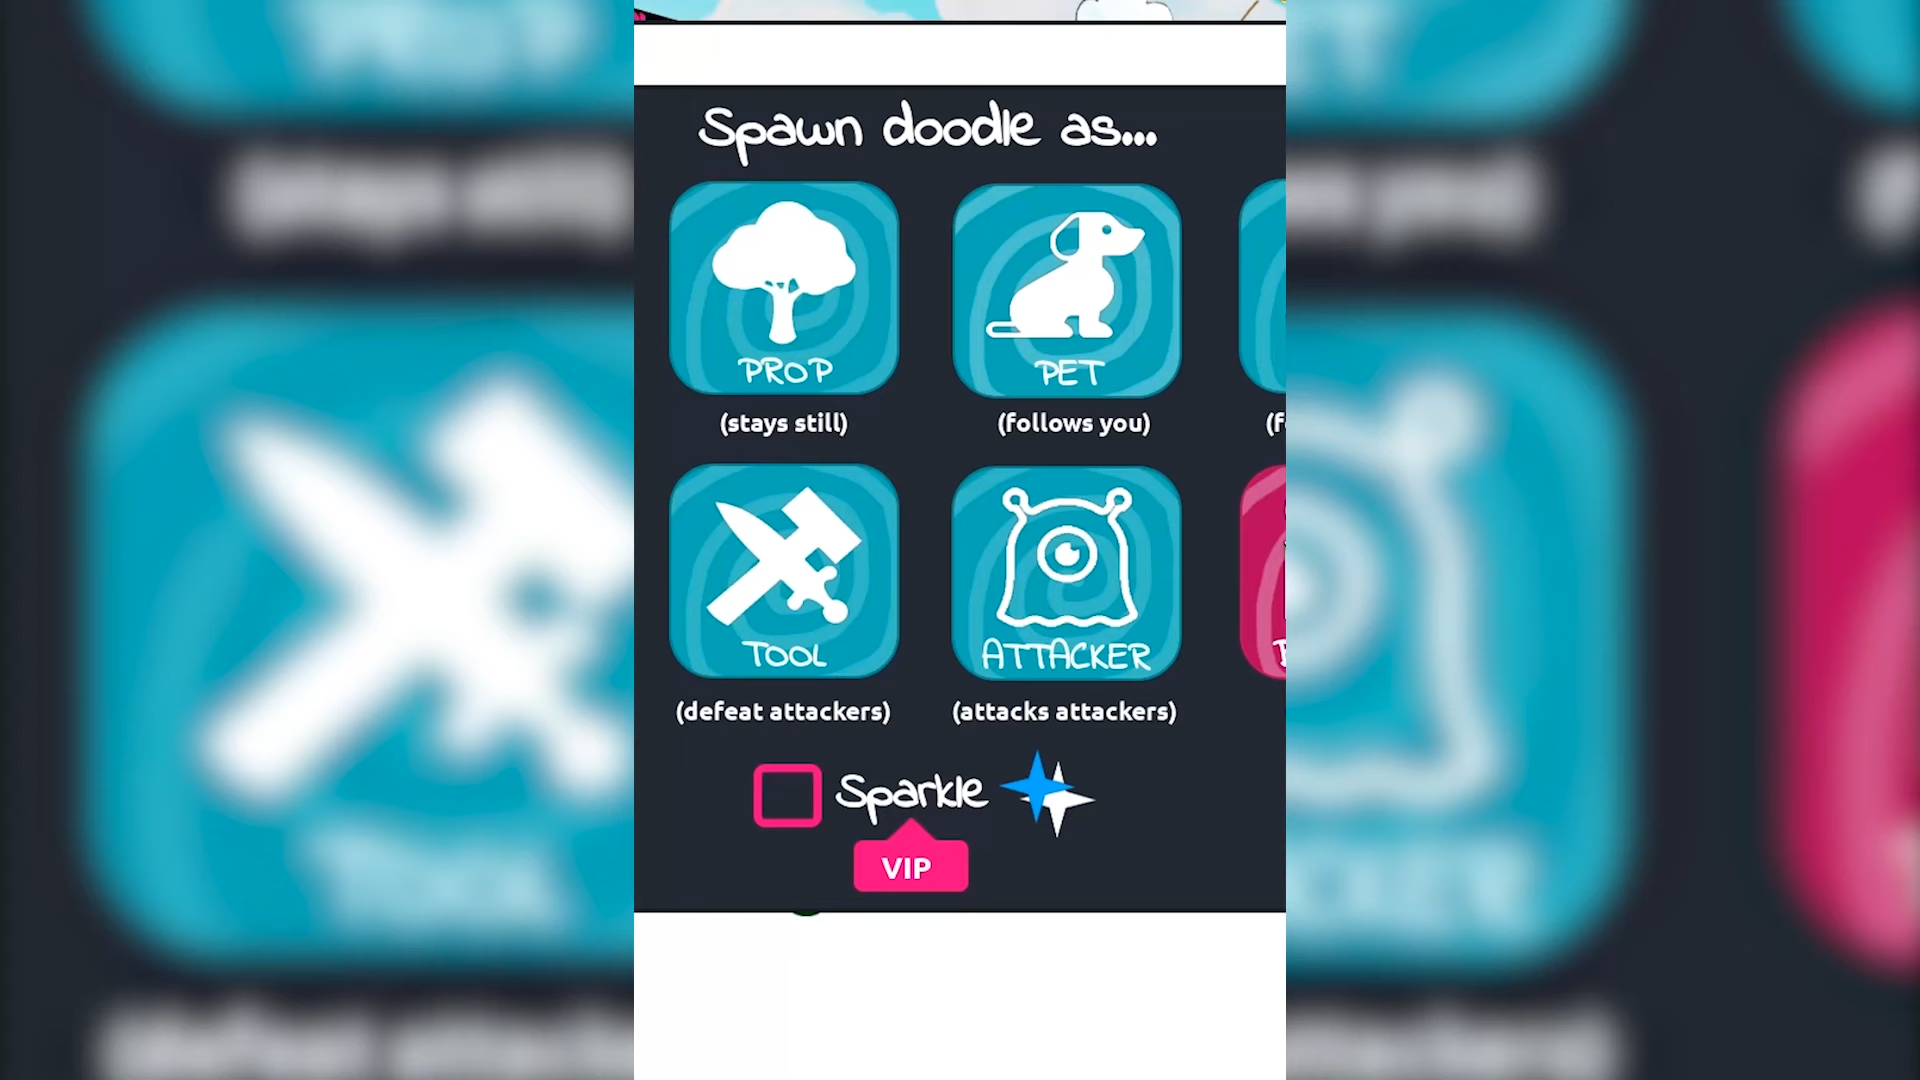 Spawn doodle as...
PROP
PET
(stays still)
(follows you)
TOOL
ATTACKER
(defeat attackers)
(attacks attackers)
Sparkle
VIP